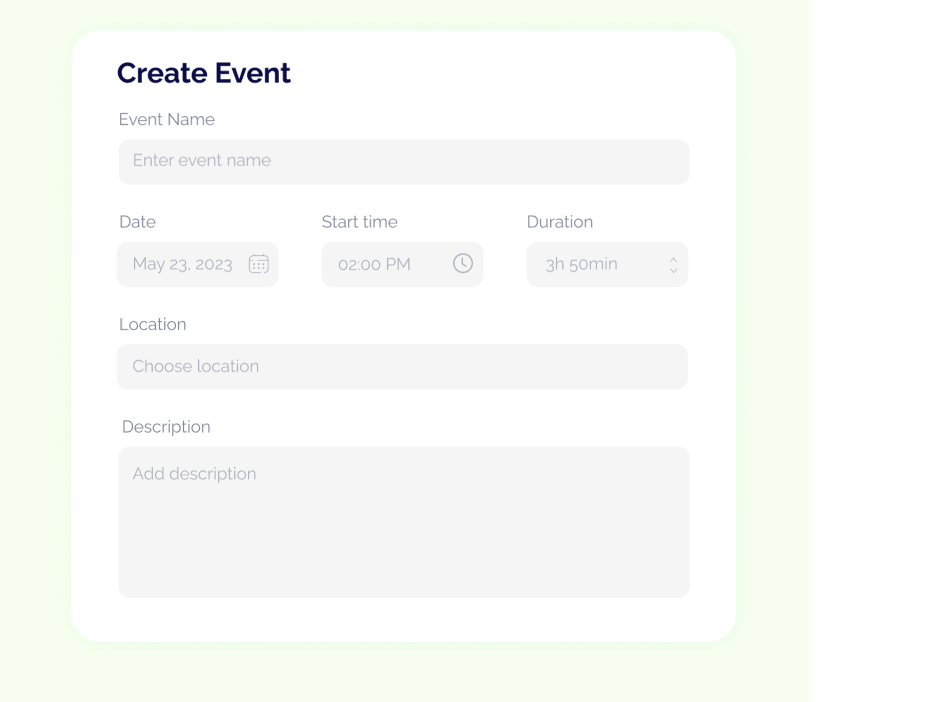 Create Event
Event Name
Enter event name
Date
Start time
Duration
May 23, 2023
02:00 PM
3h 50min
Location
Choose location
Description
Add description